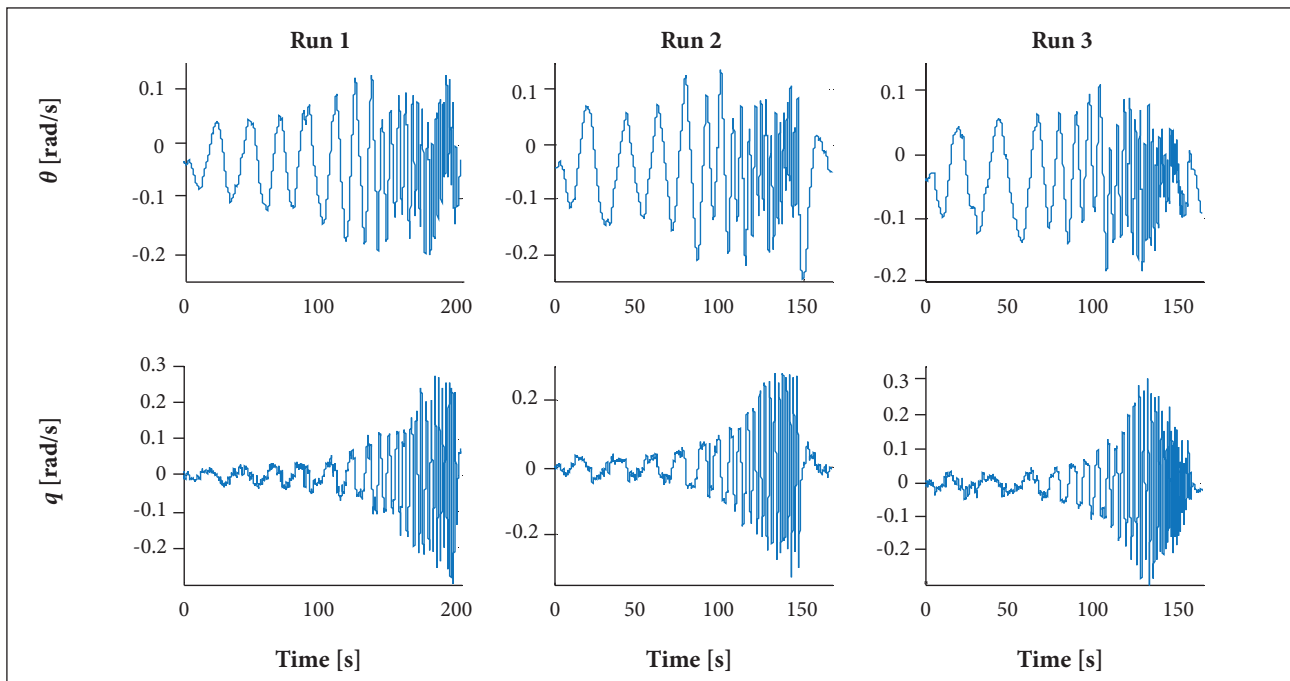 Run 1 Run 2 Run 3
θ [rad/s]
0.1 0.1 0.1
0 0 0
-0.1 -0.1 -0.1
-0.2 -0.2 -0.2
0 100 200 0 50 100 150 0 50 100 150
q [rad/s]
0.3 0.3
0.2 0.2 0.2
0.1 0.1
0 0 0
-0.1 -0.1
-0.2 -0.2 -0.2
0 100 200 0 50 100 150 0 50 100 150
Time [s] Time [s] Time [s]